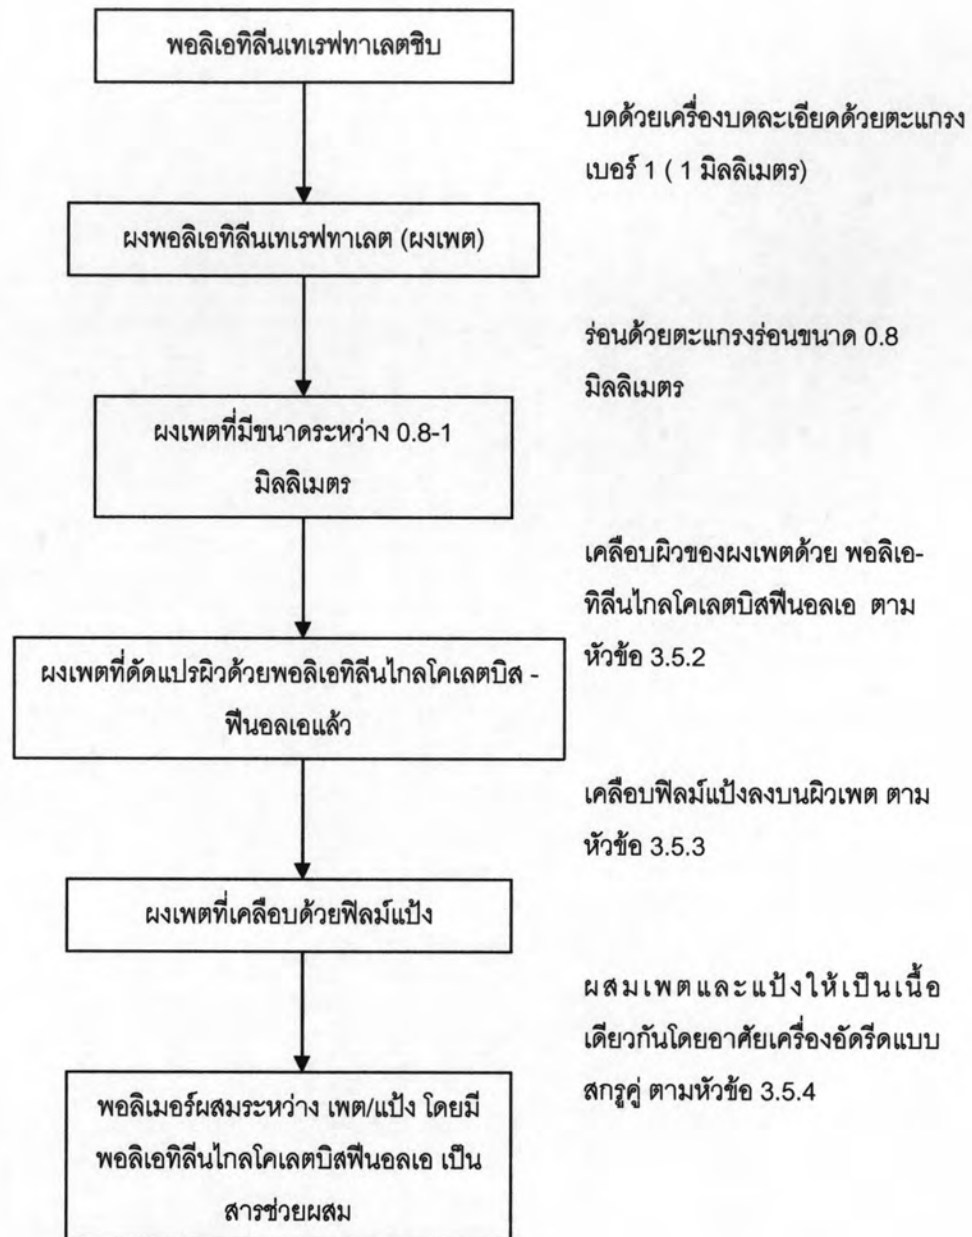 พอลิเอทิลีนเทเรฟทาเลตชิบ
บดด้วยเครื่องบดละเอียดด้วยตะแกรง
เบอร์ 1 ( 1 มิลลิเมตร)
ผงพอลิเอทิลีนเทเรฟทาเลต (ผงเพต)
ร่อนด้วยตะแกรงร่อนขนาด 0.8
มิลลิเมตร
ผงเพตที่มีขนาดระหว่าง 0.8-1
มิลลิเมตร
เคลือบผิวของผงเพตด้วย พอลิเอ-
ทิลีนไกลโคเลตบิสฟีนอลเอ ตาม
หัวข้อ 3.5.2
ผงเพตที่ดัดแปรผิวด้วยพอลิเอทิลีนไกลโคเลตบิส -
ฟีนอลเอแล้ว
เคลือบฟิลม์แป้งลงบนผิวเพต ตาม
หัวข้อ 3.5.3
ผงเพตที่เคลือบด้วยฟิลม์แป้ง
ผสมเพตและแป้งให้เป็นเนื้อ
เดียวกันโดยอาศัยเครื่องอัดรีดแบบ
สกรูคู่ ตามหัวข้อ 3.5.4
พอลิเมอร์ผสมระหว่าง เพต/แป้ง โดยมี
พอลิเอทิลีนไกลโคเลตบิสฟีนอลเอ เป็น
สารช่วยผสม